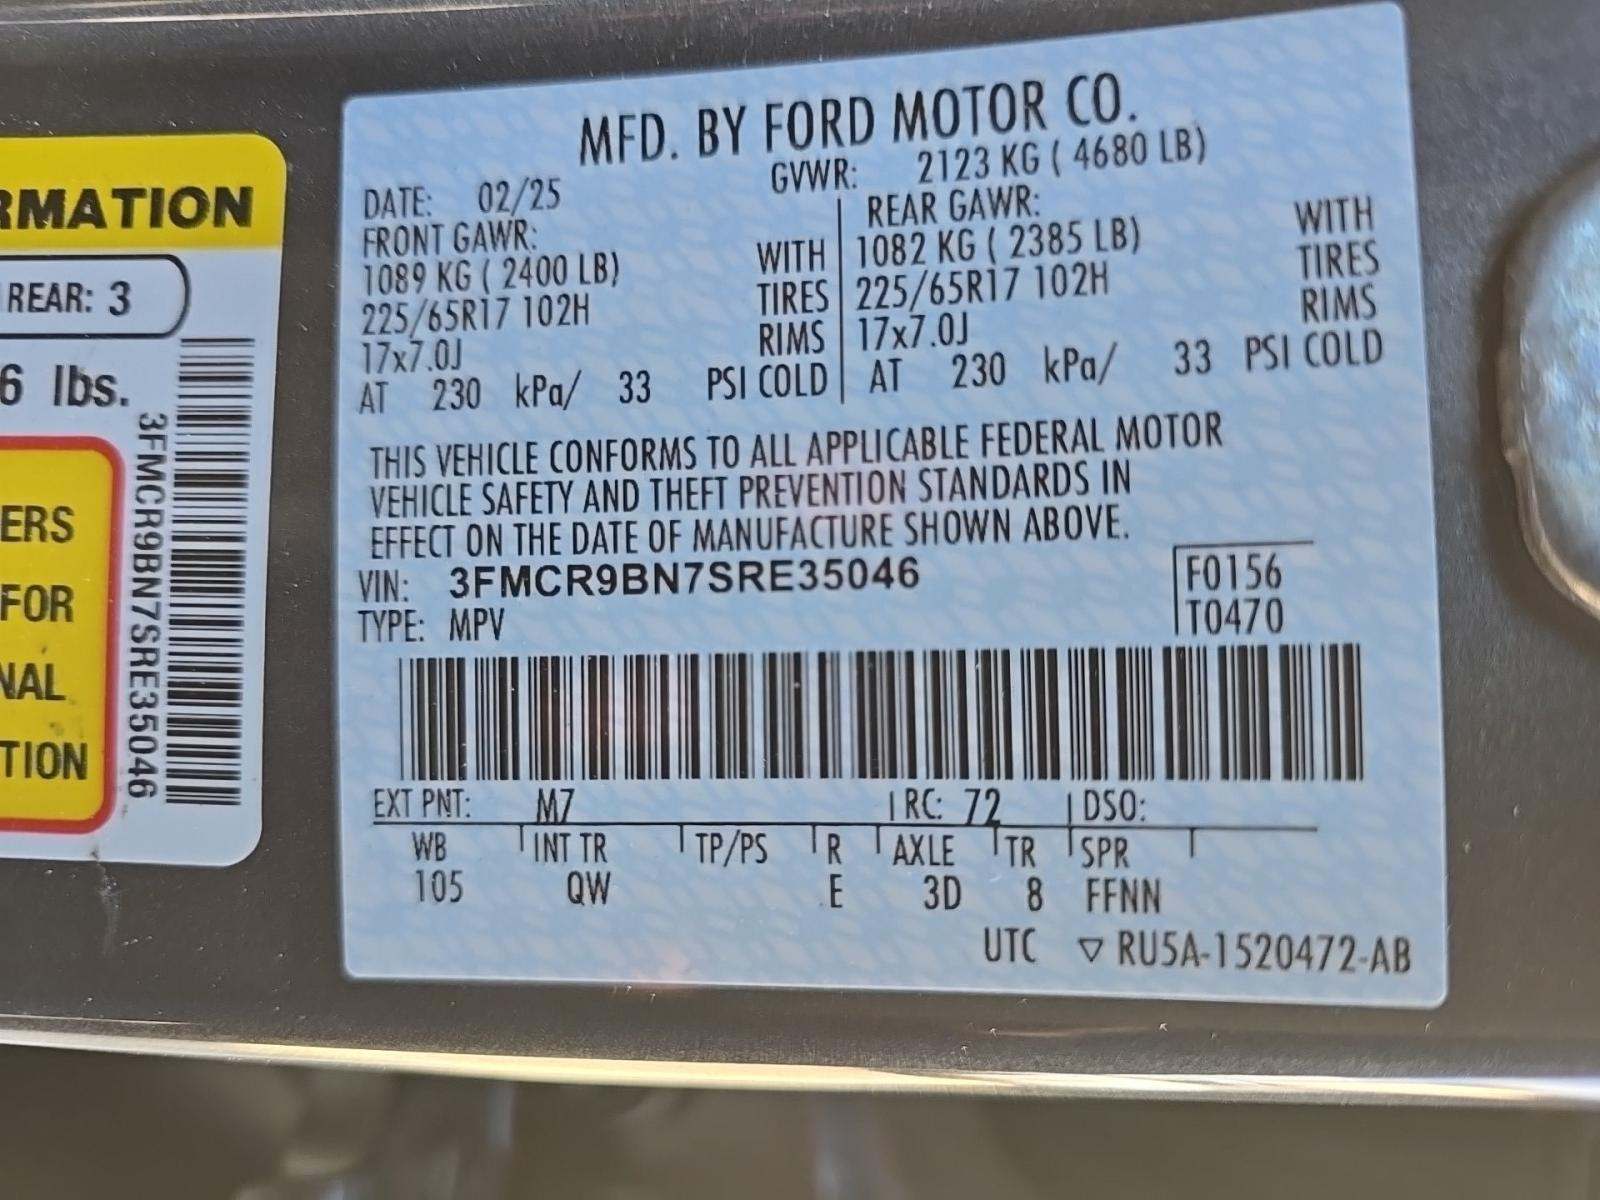 RMATION
REAR: 3
6 lbs.
ERS
FOR
NAL
TION
3FMCR9BN7SRE35046
MFD. BY FORD MOTOR CO.
DATE: 02/25 GVWR: 2123 KG ( 4680 LB)
FRONT GAWR: REAR GAWR:
1089 KG ( 2400 LB) WITH 1082 KG ( 2385 LB) WITH
225/65R17 102H TIRES 225/65R17 102H TIRES
17x7.0J RIMS 17x7.0J RIMS
AT 230 kPa/ 33 PSI COLD AT 230 kPa/ 33 PSI COLD
THIS VEHICLE CONFORMS TO ALL APPLICABLE FEDERAL MOTOR
VEHICLE SAFETY AND THEFT PREVENTION STANDARDS IN
EFFECT ON THE DATE OF MANUFACTURE SHOWN ABOVE.
VIN: 3FMCR9BN7SRE35046 F0156
TYPE: MPV T0470
EXT PNT: M7 RC: 72 DSO:
WB INT TR TP/PS R AXLE TR SPR
105 QW E 3D 8 FFNN
UTC ▽ RU5A-1520472-AB